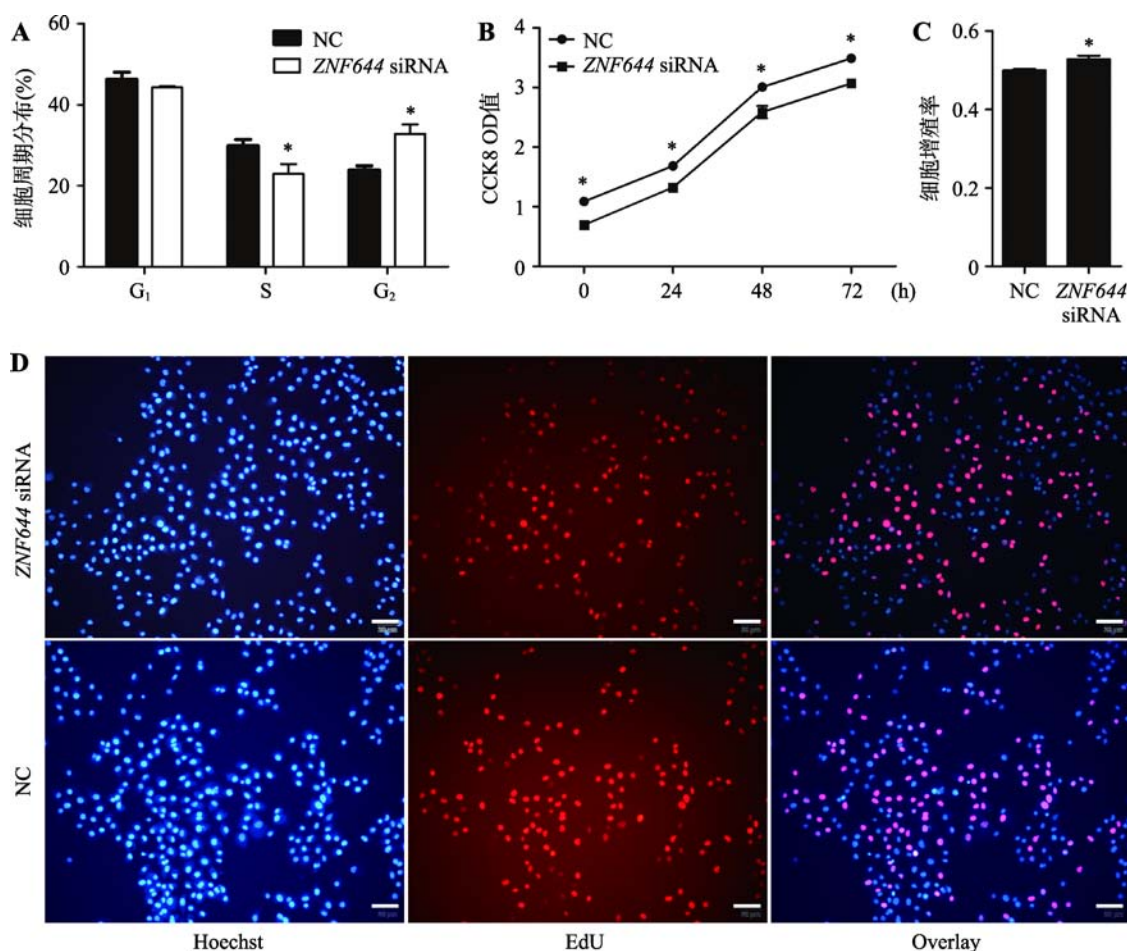 A
细胞周期分布(%)
60
40
20
0
NC
ZNF644 siRNA
*
*
G₁
S
G₂
B
CCK8 OD值
4
3
2
1
0
NC
ZNF644 siRNA
*
*
*
*
0
24
48
72
(h)
C
细胞增殖率
0.6
0.4
0.2
0
*
NC
ZNF644
siRNA
D
ZNF644 siRNA
NC
Hoechst
EdU
Overlay